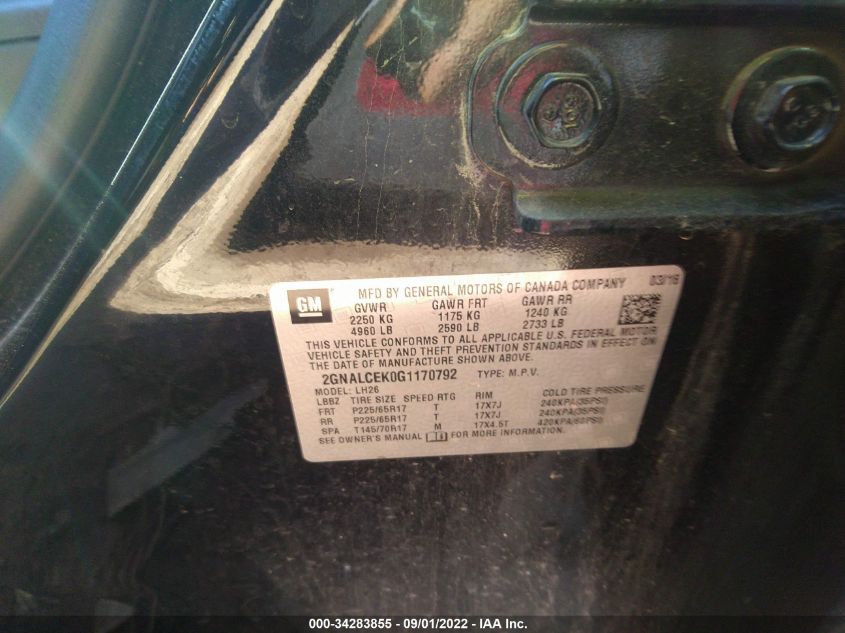 GM
MFD BY GENERAL MOTORS OF CANADA COMPANY 03/16
GVWR GAWR FRT GAWR RR
2250 KG 1175 KG 1240 KG
4960 LB 2590 LB 2733 LB
THIS VEHICLE CONFORMS TO ALL APPLICABLE U.S. FEDERAL MOTOR
VEHICLE SAFETY AND THEFT PREVENTION STANDARDS IN EFFECT ON
THE DATE OF MANUFACTURE SHOWN ABOVE.
2GNALCEK0G1170792 TYPE: M.P.V.
MODEL: LH26
LBBZ TIRE SIZE SPEED RTG RIM COLD TIRE PRESSURE
FRT P225/65R17 T 17X7J 240KPA(35PSI)
RR P225/65R17 T 17X7J 240KPA(35PSI)
SPA T145/70R17 M 17X4.5T 420KPA(60PSI)
SEE OWNER'S MANUAL FOR MORE INFORMATION.
000-34283855 - 09/01/2022 - IAA Inc.